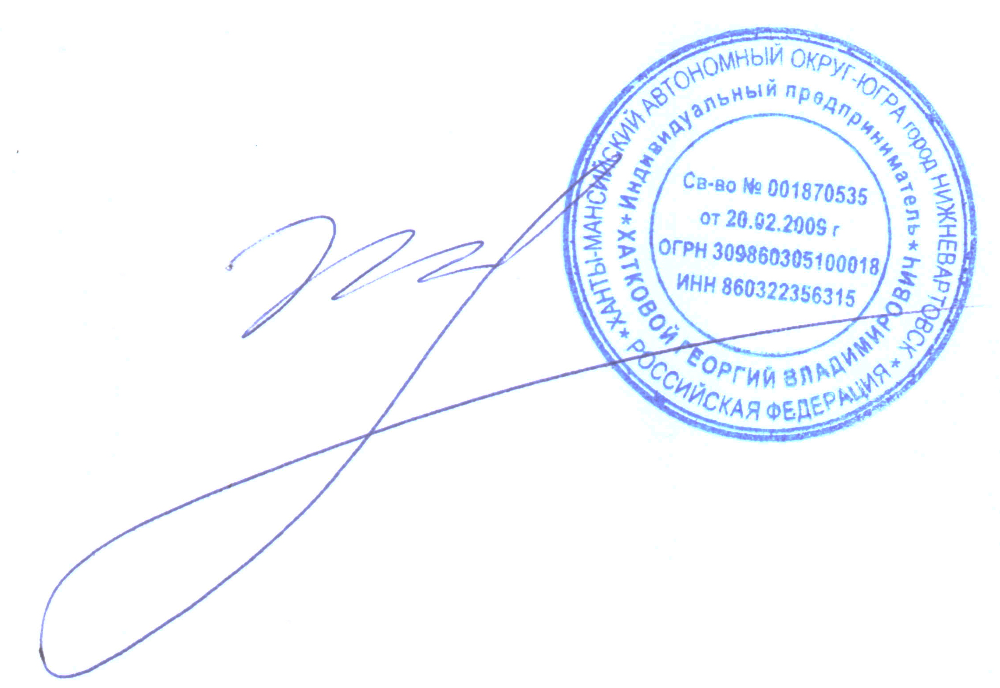 ХАНТЫ-МАНСИЙСКИЙ АВТОНОМНЫЙ ОКРУГ-ЮГРА город НИЖНЕВАРТОВСК *
РОССИЙСКАЯ ФЕДЕРАЦИЯ *
Индивидуальный предприниматель *
ХАТКОВОЙ ГЕОРГИЙ ВЛАДИМИРОВИЧ *
Св-во № 001870535
от 20.02.2009 г
ОГРН 309860305100018
ИНН 860322356315